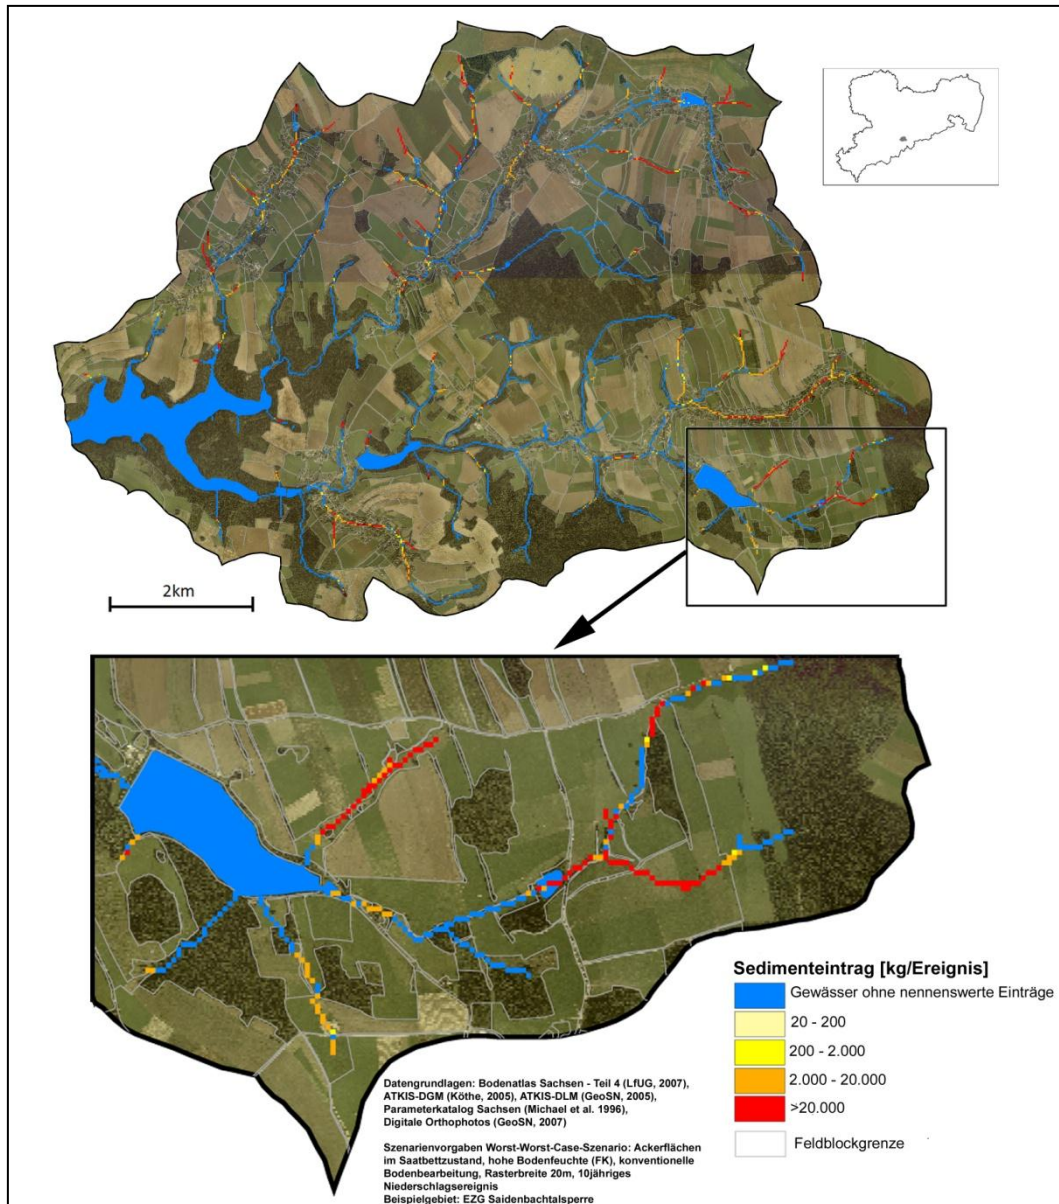 2km
Sedimenteintrag [kg/Ereignis]
Gewässer ohne nennenswerte Einträge
20 - 200
200 - 2.000
2.000 - 20.000
>20.000
Feldblockgrenze
Datengrundlagen: Bodenatlas Sachsen - Teil 4 (LfUG, 2007),
ATKIS-DGM (Köthe, 2005), ATKIS-DLM (GeoSN, 2005),
Parameterkatalog Sachsen (Michael et al. 1996),
Digitale Orthophotos (GeoSN, 2007)
Szenarienvorgaben Worst-Worst-Case-Szenario: Ackerflächen
im Saatbettzustand, hohe Bodenfeuchte (FK), konventionelle
Bodenbearbeitung, Rasterbreite 20m, 10jähriges
Niederschlagsereignis
Beispielgebiet: EZG Saidenbachtalsperre